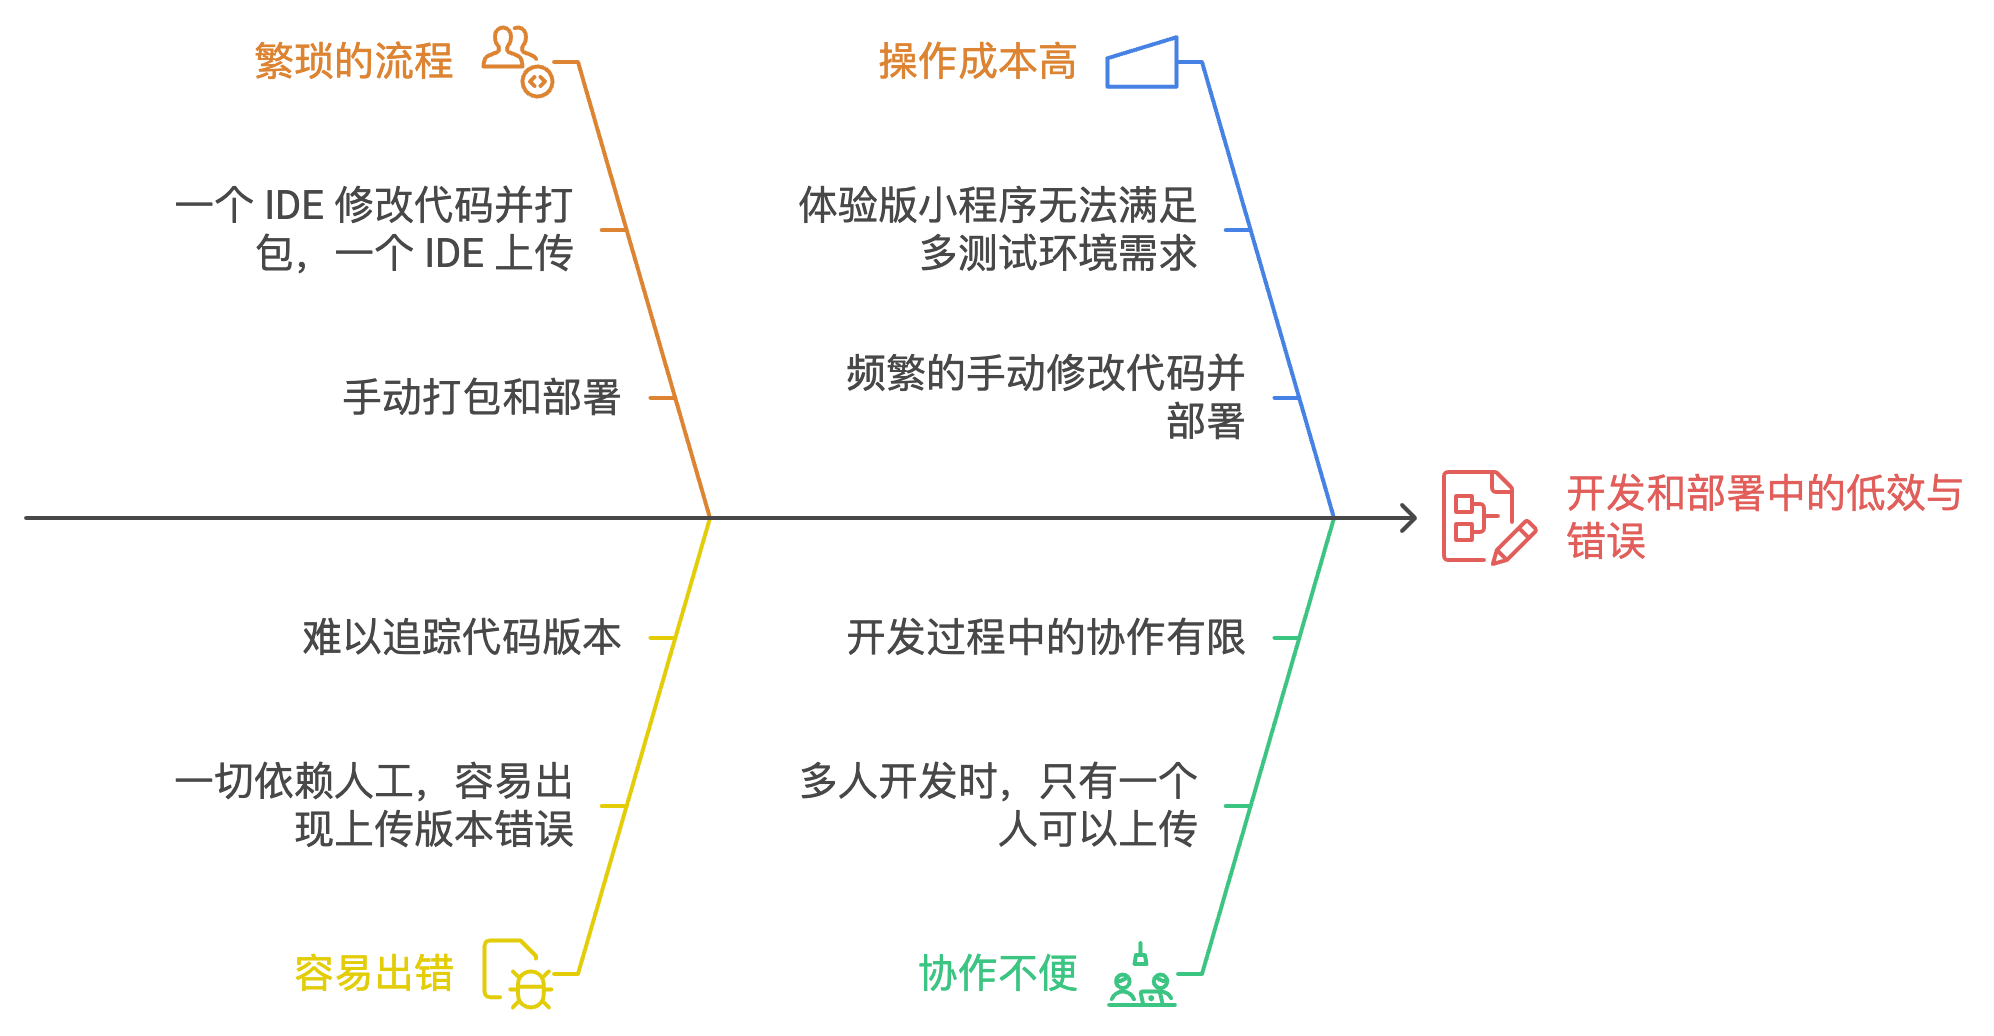 繁琐的流程
操作成本高
一个 IDE 修改代码并打
包，一个 IDE 上传
体验版小程序无法满足
多测试环境需求
手动打包和部署
频繁的手动修改代码并
部署
开发和部署中的低效与
错误
难以追踪代码版本
开发过程中的协作有限
一切依赖人工，容易出
现上传版本错误
多人开发时，只有一个
人可以上传
容易出错
协作不便